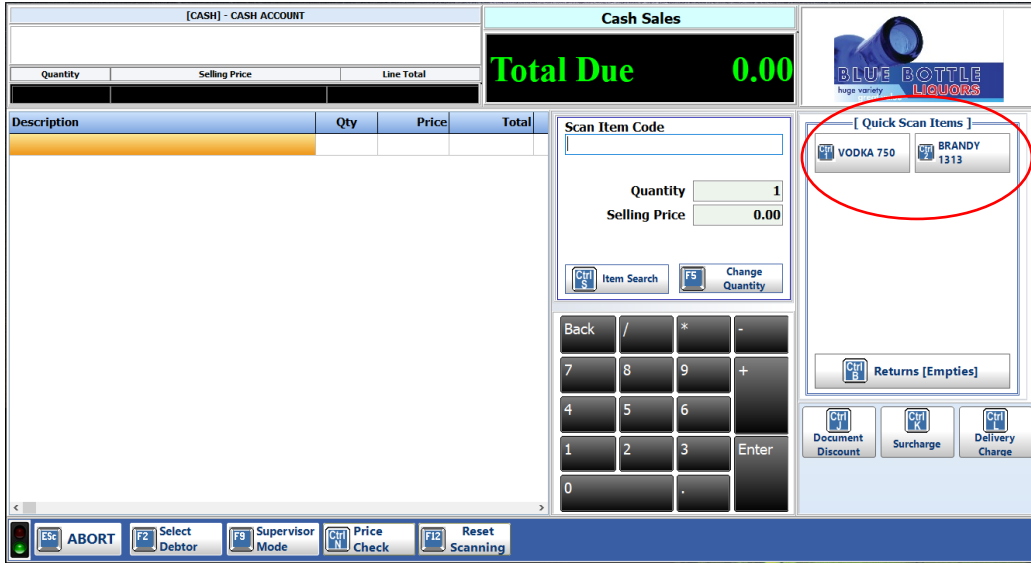 [CASH] - CASH ACCOUNT
Quantity Selling Price Line Total
Cash Sales
Total Due 0.00
BLUE BOTTLE
huge variety LIQUORS
Description Qty Price Total
Scan Item Code
Quantity 1
Selling Price 0.00
Ctrl S Item Search
F5 Change Quantity
Back / * -
7 8 9 +
4 5 6
1 2 3 Enter
0 .
[ Quick Scan Items ]
Ctrl 1 VODKA 750
Ctrl 2 BRANDY 1313
Ctrl B Returns [Empties]
Ctrl J Document Discount
Ctrl K Surcharge
Ctrl L Delivery Charge
< >
ESc ABORT
F2 Select Debtor
F9 Supervisor Mode
Ctrl N Price Check
F12 Reset Scanning